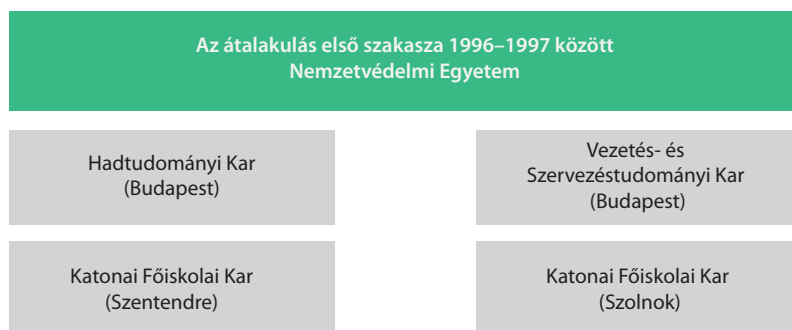 Az átalakulás első szakasza 1996–1997 között
Nemzetvédelmi Egyetem
Hadtudományi Kar
(Budapest)
Vezetés- és
Szervezéstudományi Kar
(Budapest)
Katonai Főiskolai Kar
(Szentendre)
Katonai Főiskolai Kar
(Szolnok)